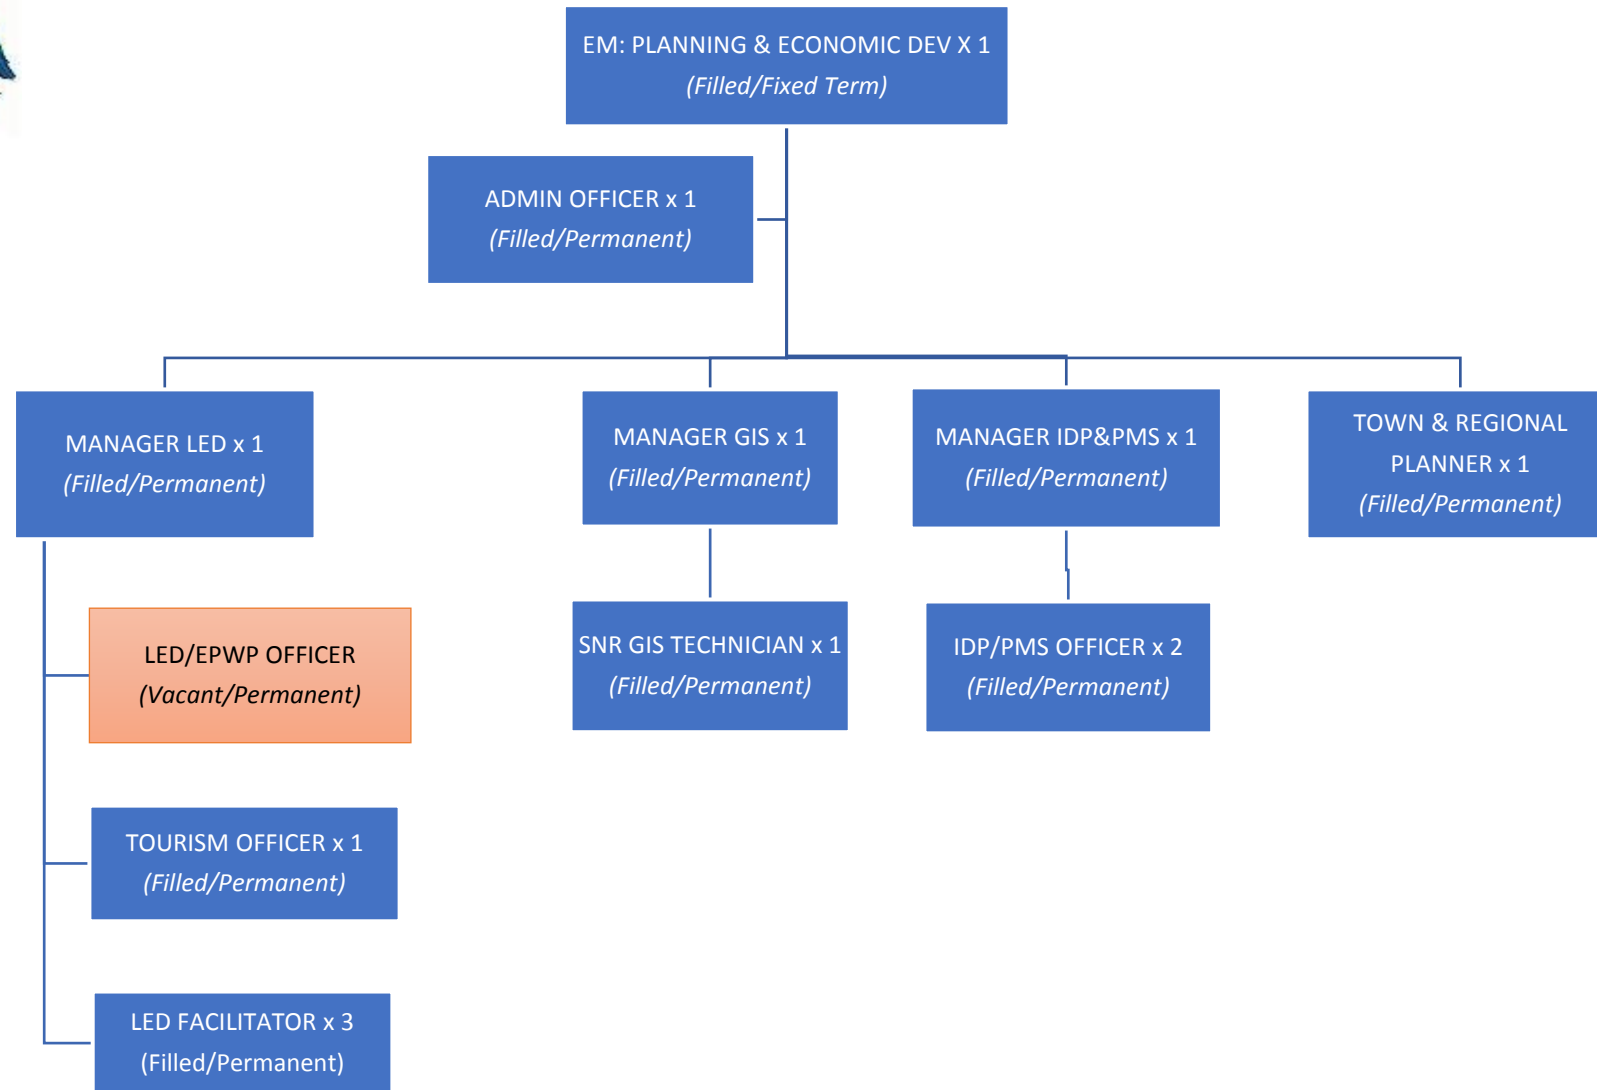 EM: PLANNING & ECONOMIC DEV X 1
(Filled/Fixed Term)
ADMIN OFFICER x 1
(Filled/Permanent)
MANAGER LED x 1
(Filled/Permanent)
MANAGER GIS x 1
(Filled/Permanent)
MANAGER IDP&PMS x 1
(Filled/Permanent)
TOWN & REGIONAL
PLANNER x 1
(Filled/Permanent)
LED/EPWP OFFICER
(Vacant/Permanent)
SNR GIS TECHNICIAN x 1
(Filled/Permanent)
IDP/PMS OFFICER x 2
(Filled/Permanent)
TOURISM OFFICER x 1
(Filled/Permanent)
LED FACILITATOR x 3
(Filled/Permanent)